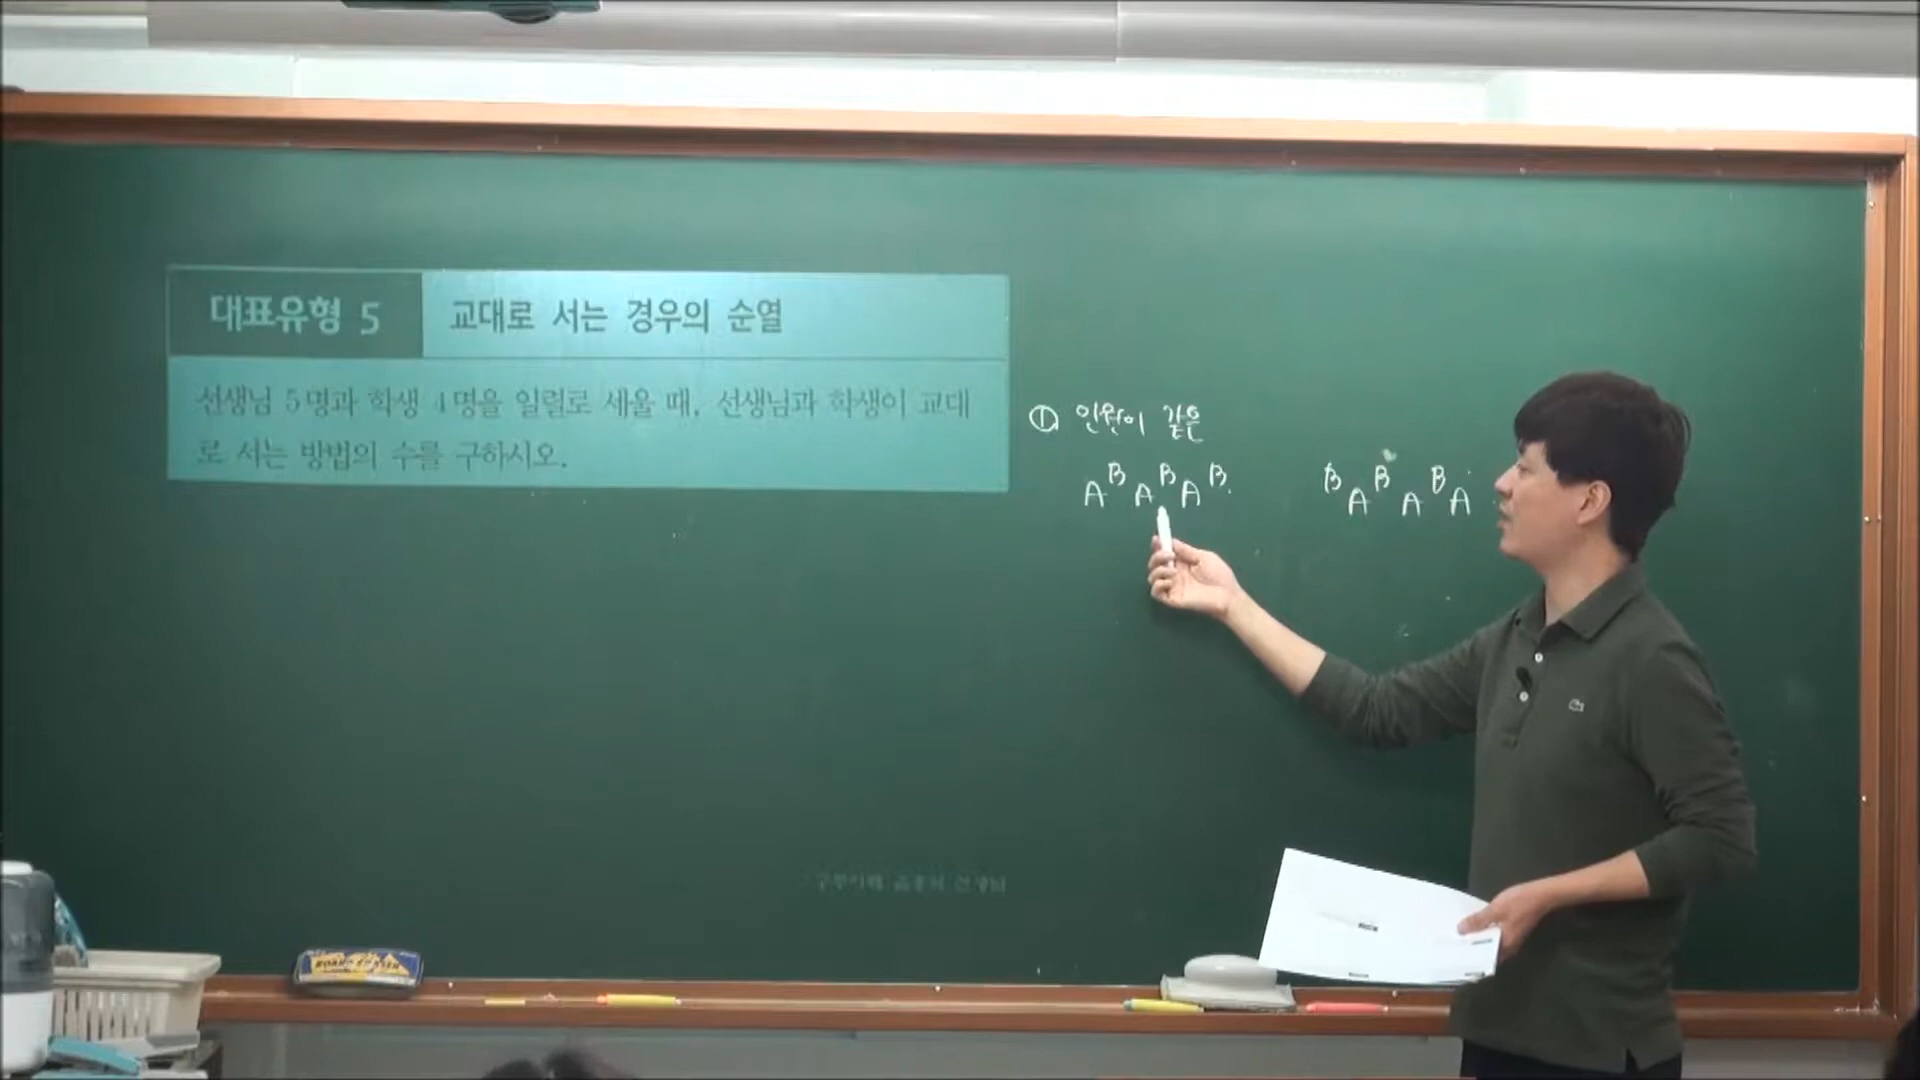 대표유형 5
교대로 서는 경우의 순열
선생님 5명과 학생 4명을 일렬로 세울 때, 선생님과 학생이 교대
로 서는 방법의 수를 구하시오.
① 인원이 같은
A B A B A B
B A B A B A
BOARD ERASER